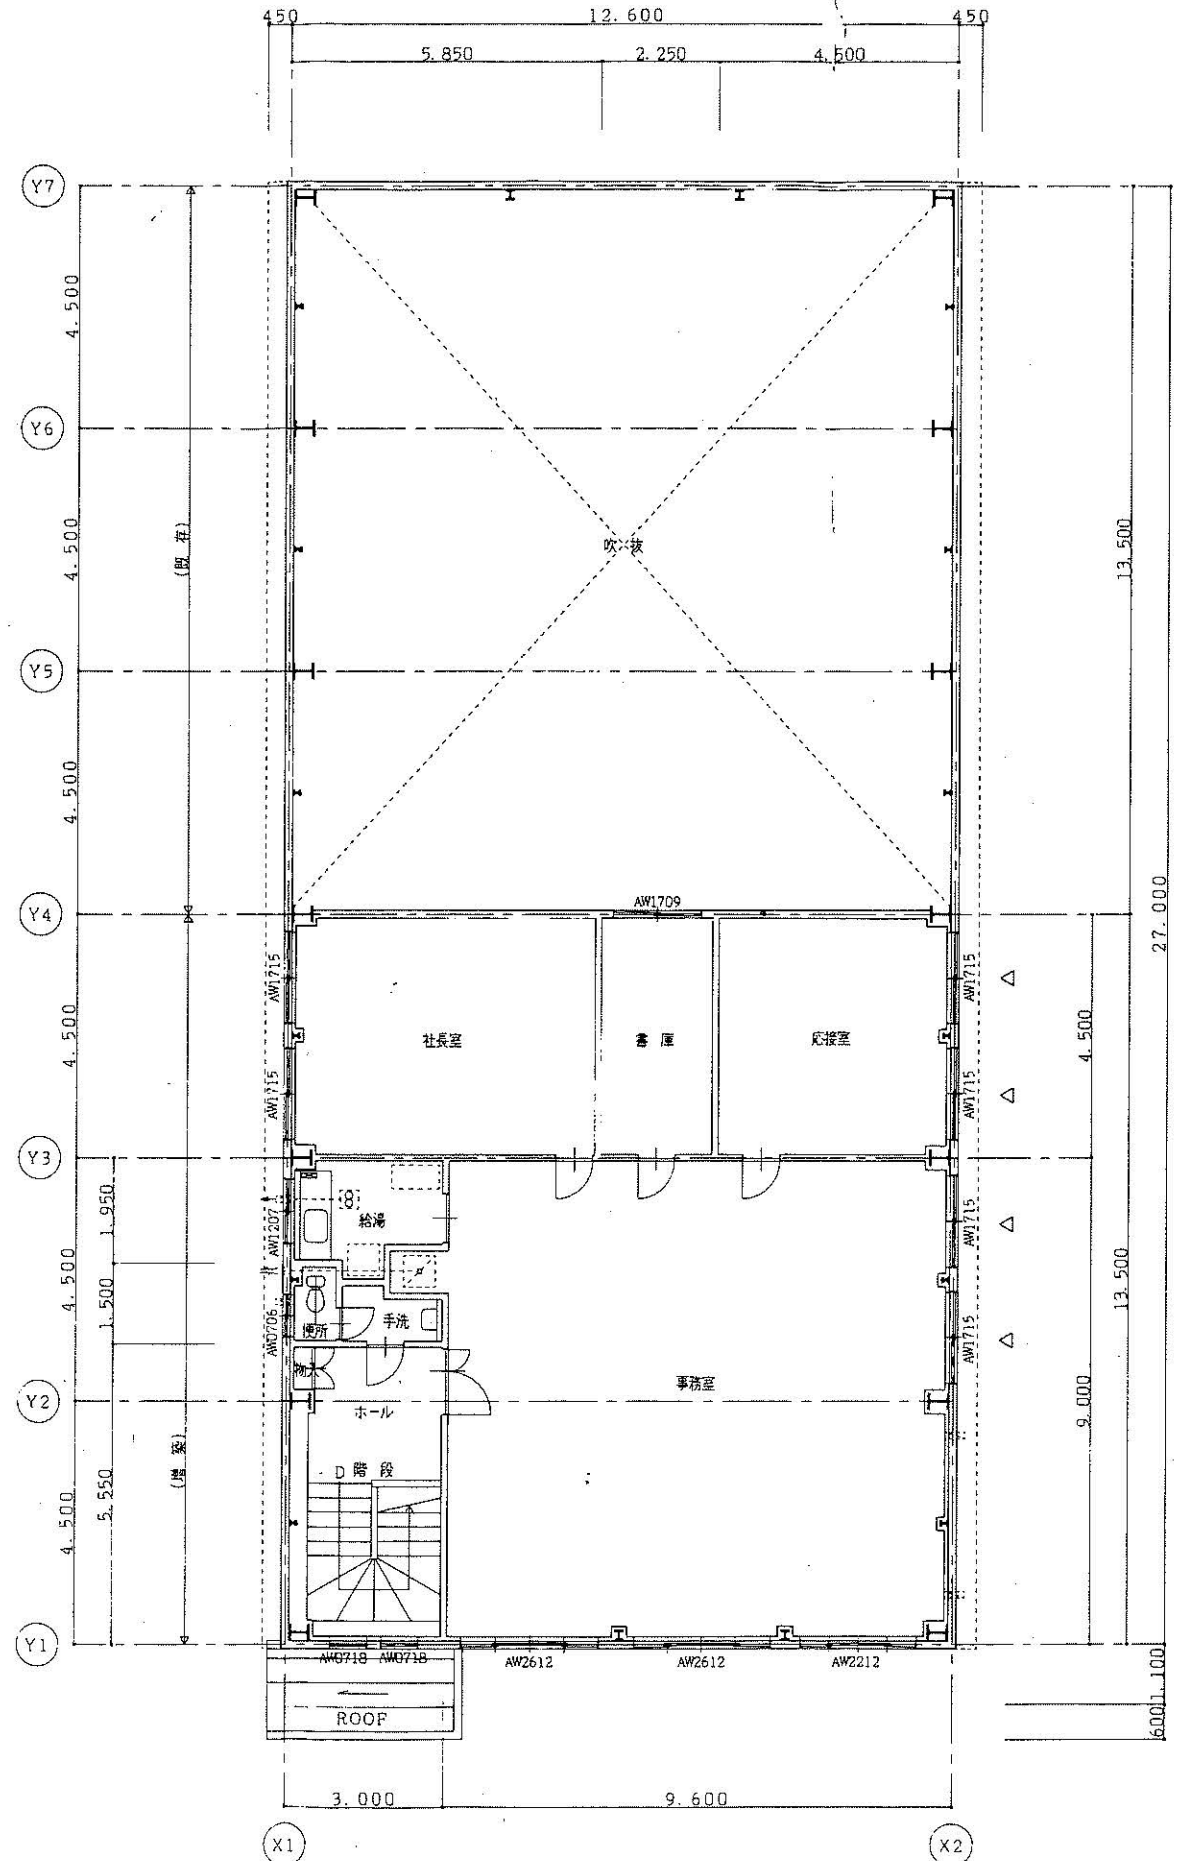 450
12.600
450
5.850
2.250
4.500
Y7
4.500
Y6
4.500
(既存)
13.500
吹 抜
Y5
4.500
27.000
Y4
AW1709
AW1715
AW1715
4.500
社長室
書 庫
応接室
4.500
AW1715
AW1715
Y3
1.950
AW1207
8
給湯
AW1715
4.500
1.500
13.500
AW0706
便所
手洗
AW1715
物入
事務室
Y2
ホール
9.000
(増築)
D 階 段
5.550
4.500
Y1
AW0718
AW0718
AW2612
AW2612
AW2212
1.100
600
ROOF
3.000
9.600
X1
X2